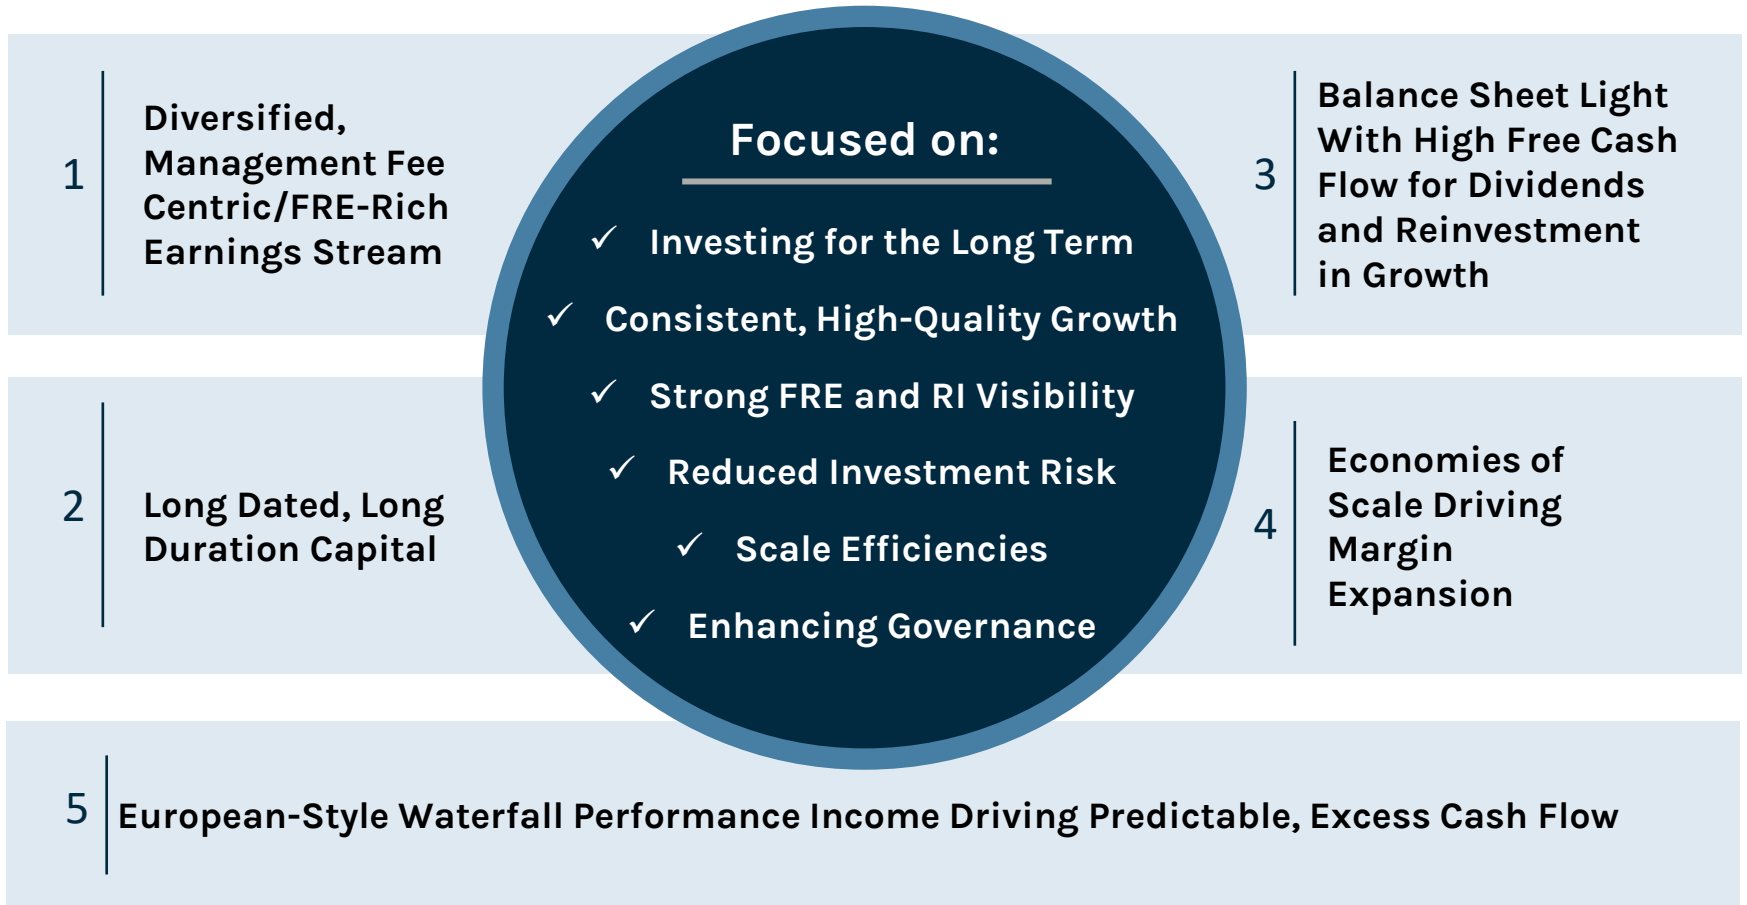 1
Diversified,
Management Fee
Centric/FRE-Rich
Earnings Stream
2
Long Dated, Long
Duration Capital
Focused on:
✓ Investing for the Long Term
✓ Consistent, High-Quality Growth
✓ Strong FRE and RI Visibility
✓ Reduced Investment Risk
✓ Scale Efficiencies
✓ Enhancing Governance
3
Balance Sheet Light
With High Free Cash
Flow for Dividends
and Reinvestment
in Growth
4
Economies of
Scale Driving
Margin
Expansion
5
European-Style Waterfall Performance Income Driving Predictable, Excess Cash Flow